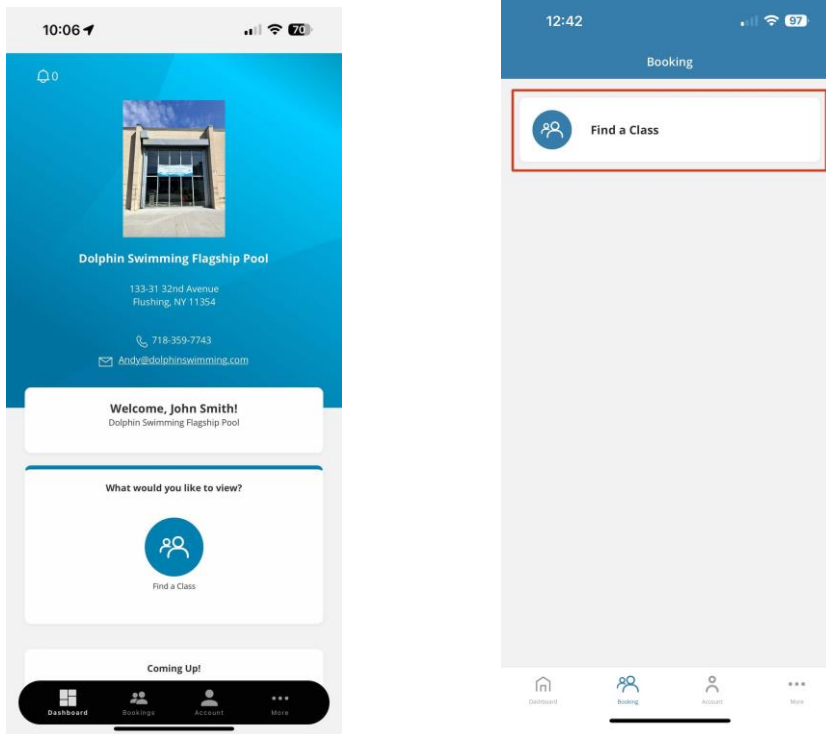 10:06
70
0
Dolphin Swimming Flagship Pool
133-31 32nd Avenue
Flushing, NY 11354
718-359-7743
Andy@dolphinswimming.com
Welcome, John Smith!
Dolphin Swimming Flagship Pool
What would you like to view?
Find a Class
Coming Up!
Dashboard Bookings Account More
12:42
97
Booking
Find a Class
Dashboard Booking Account More